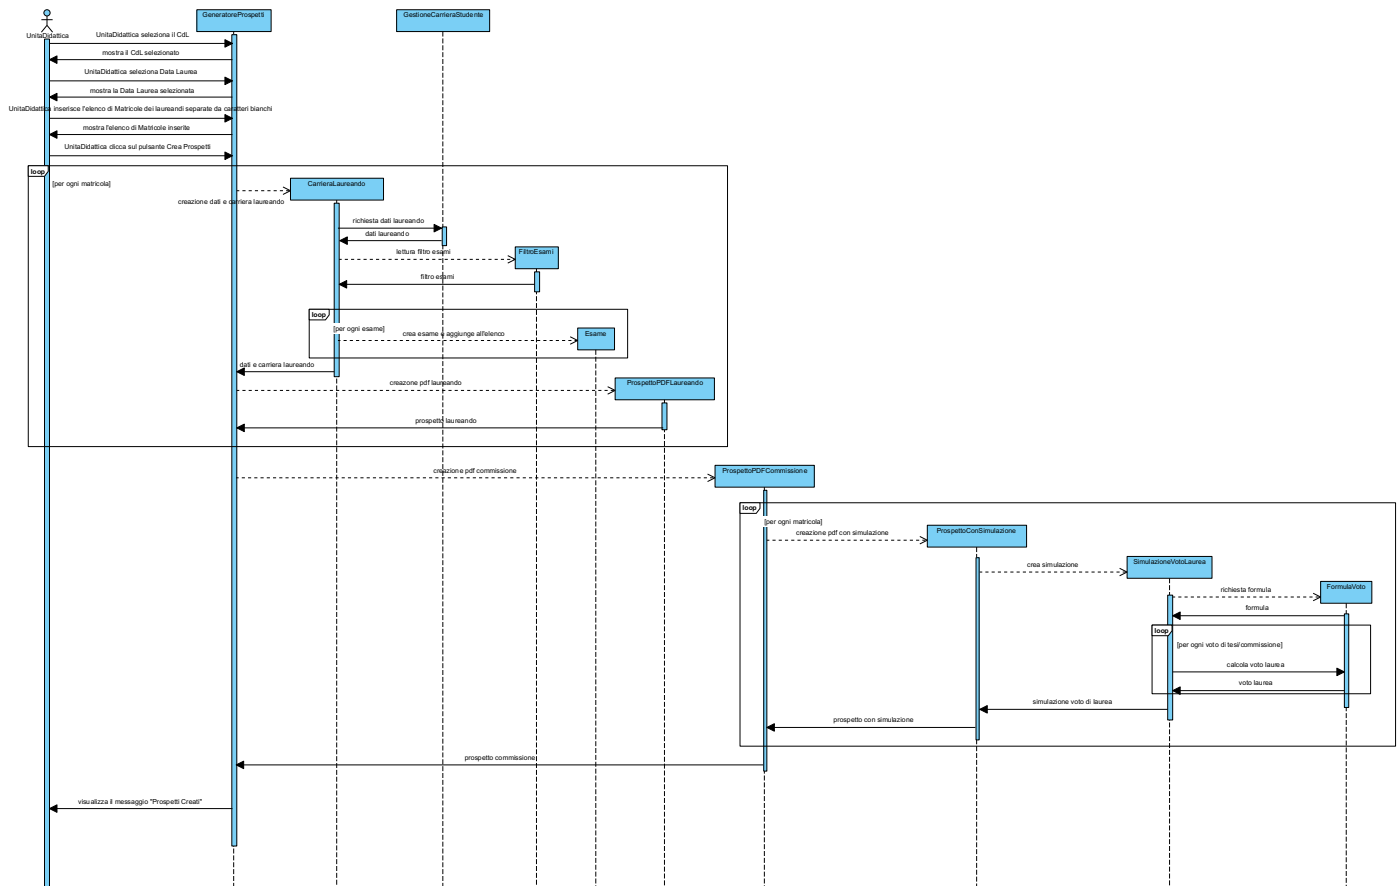 GeneratoreProspetti
GestioneCarrieraStudente
UnitaDidattica
UnitaDidattica seleziona il CdL
mostra il CdL selezionato
UnitaDidattica seleziona Data Laurea
mostra la Data Laurea selezionata
UnitaDidattica inserisce l'elenco di Matricole dei laureandi separate da caratteri bianchi
mostra l'elenco di Matricole inserite
UnitaDidattica clicca sul pulsante Crea Prospetti
loop
[per ogni matricola]
CarrieraLaureando
creazione dati e carriera laureando
richiesta dati laureando
dati laureando
lettura filtro esami
FiltroEsami
filtro esami
loop
[per ogni esame]
crea esame e aggiunge all'elenco
Esame
dati e carriera laureando
creazone pdf laureando
ProspettoPDFLaureando
prospetto laureando
creazione pdf commissione
ProspettoPDFCommissione
loop
[per ogni matricola]
creazione pdf con simulazione
ProspettoConSimulazione
crea simulazione
SimulazioneVotoLaurea
richiesta formula
FormulaVoto
formula
loop
[per ogni voto di tesi/commissione]
calcola voto laurea
voto laurea
simulazione voto di laurea
prospetto con simulazione
prospetto commissione
visualizza il messaggio "Prospetti Creati"